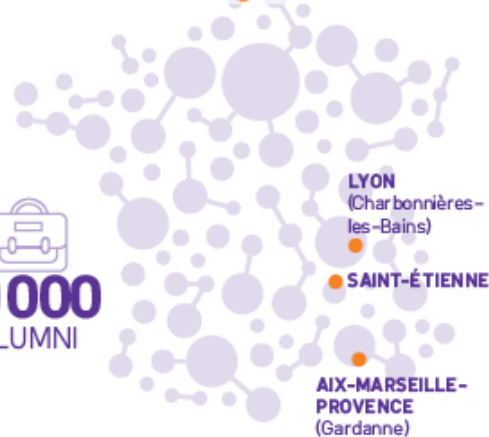 LYON
(Charbonnières-
les-Bains)
SAINT-ÉTIENNE
000
LUMNI
AIX-MARSEILLE-
PROVENCE
(Gardanne)